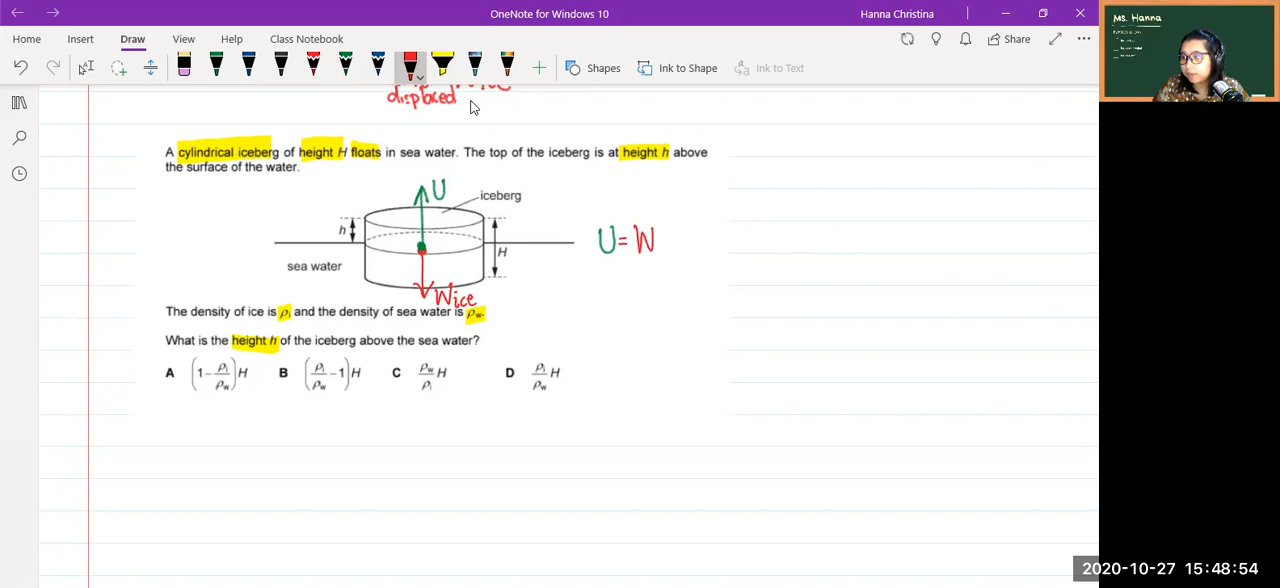 OneNote for Windows 10
Hanna Christina
Home Insert Draw View Help Class Notebook
Share
Shapes
Ink to Shape
Ink to Text
Ms. Hanna
displaced
A cylindrical iceberg of height H floats in sea water. The top of the iceberg is at height h above
the surface of the water.
U
iceberg
h
H
U = W
sea water
Wice
The density of ice is ρi and the density of sea water is ρw.
What is the height h of the iceberg above the sea water?
A (1 − ρi/ρw)H B (ρi/ρw − 1)H C ρw/ρi H D ρi/ρw H
2020-10-27 15:48:54